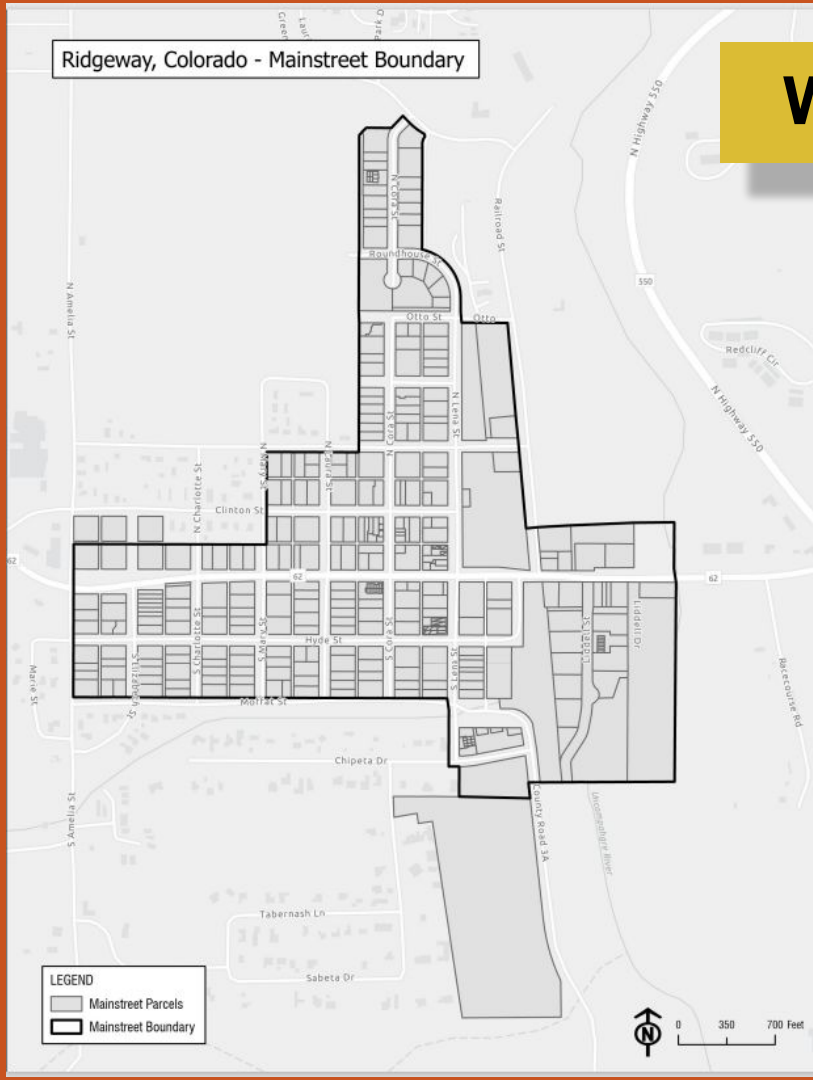 Ridgeway, Colorado - Mainstreet Boundary
W
Park D
N Highway 550
N Cora St
Railroad St
Roundhouse St
550
N Amelia St
Otto St
Otto
Redcliff Cir
N Highway 550
N Lena St
N Cora St
N Mary St
N Laura St
N Charlotte St
Clinton St
62
62
62
Liddell Dr
Liddell St
S Charlotte St
S Mary St
Hyde St
S Cora St
S Lena St
Marie St
S Elizabeth St
Racecourse Rd
Moffat St
Chipeta Dr
S Amelia St
County Road 3A
Uncompahgre River
Tabernash Ln
Sabeta Dr
LEGEND
Mainstreet Parcels
Mainstreet Boundary
N
0 350 700 Feet